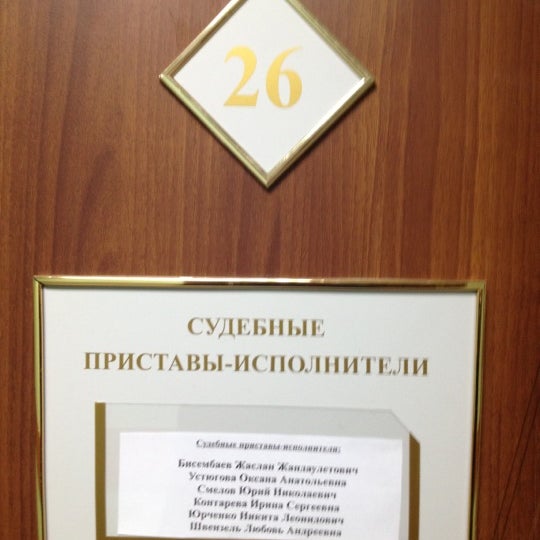 26
СУДЕБНЫЕ
ПРИСТАВЫ-ИСПОЛНИТЕЛИ
Судебные приставы-исполнители:
Бисембаев Жаслан Жандаулетович
Устюгова Оксана Анатольевна
Смелов Юрий Николаевич
Контарева Ирина Сергеевна
Юрченко Никита Леонидович
Швензель Любовь Андреевна